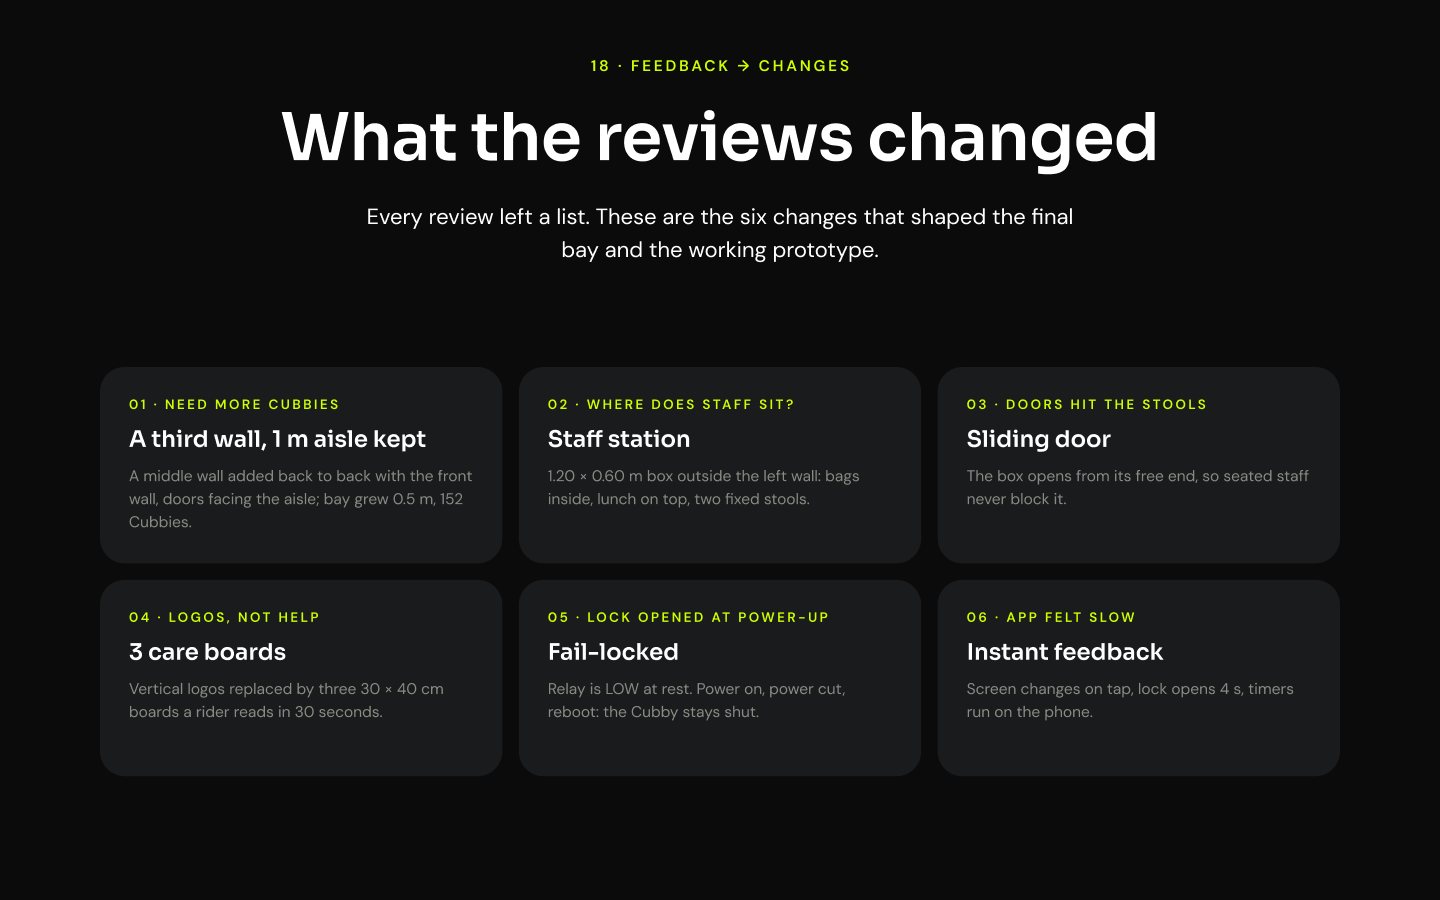 18 · FEEDBACK → CHANGES
What the reviews changed
Every review left a list. These are the six changes that shaped the final
bay and the working prototype.
01 · NEED MORE CUBBIES
A third wall, 1 m aisle kept
A middle wall added back to back with the front
wall, doors facing the aisle; bay grew 0.5 m, 152
Cubbies.
02 · WHERE DOES STAFF SIT?
Staff station
1.20 × 0.60 m box outside the left wall: bags
inside, lunch on top, two fixed stools.
03 · DOORS HIT THE STOOLS
Sliding door
The box opens from its free end, so seated staff
never block it.
04 · LOGOS, NOT HELP
3 care boards
Vertical logos replaced by three 30 × 40 cm
boards a rider reads in 30 seconds.
05 · LOCK OPENED AT POWER-UP
Fail-locked
Relay is LOW at rest. Power on, power cut,
reboot: the Cubby stays shut.
06 · APP FELT SLOW
Instant feedback
Screen changes on tap, lock opens 4 s, timers
run on the phone.